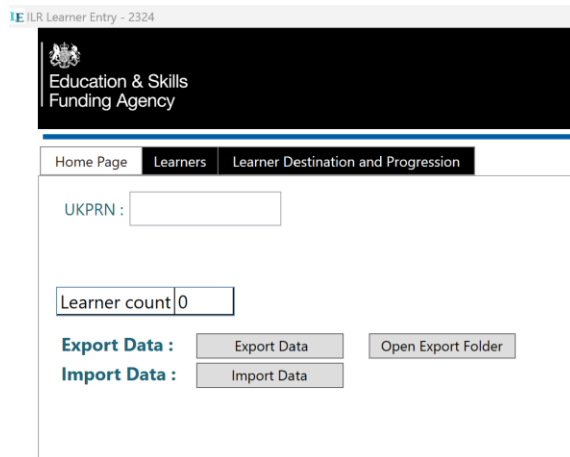 LE ILR Learner Entry - 2324
Education & Skills
Funding Agency
Home Page Learners Learner Destination and Progression
UKPRN :
Learner count 0
Export Data : Export Data Open Export Folder
Import Data : Import Data